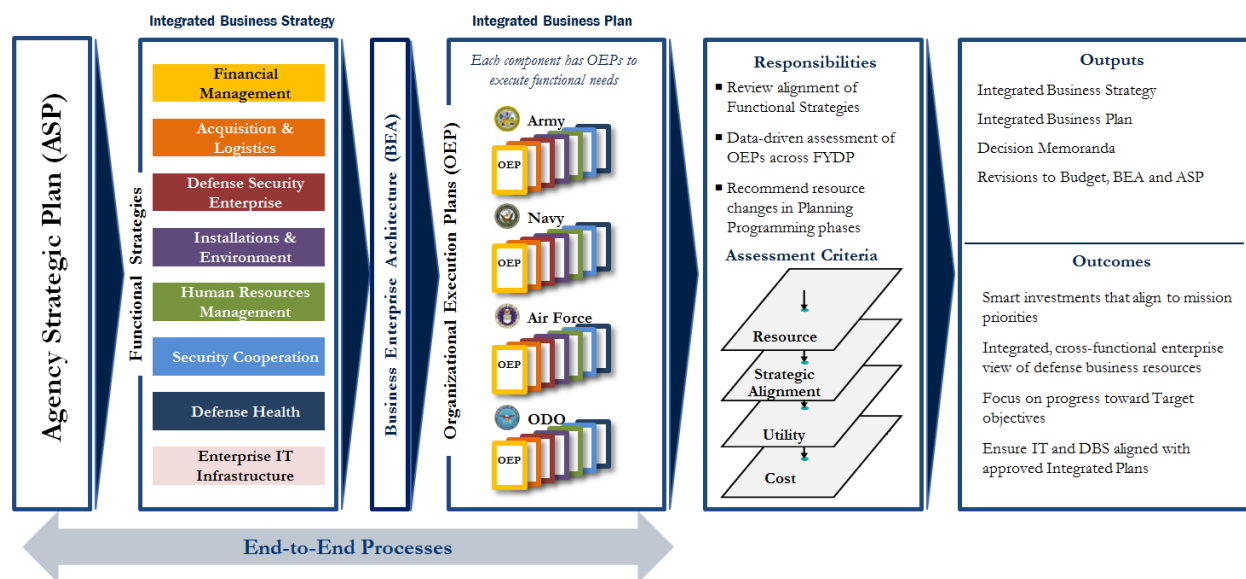 Integrated Business Strategy
Integrated Business Plan
Agency Strategic Plan (ASP)
Functional Strategies
Financial
Management
Acquisition &
Logistics
Defense Security
Enterprise
Installations &
Environment
Human Resources
Management
Security Cooperation
Defense Health
Enterprise IT
Infrastructure
Business Enterprise Architecture (BEA)
Organizational Execution Plans (OEP)
Each component has OEPs to
execute functional needs
Army
OEP
Navy
OEP
Air Force
OEP
ODO
OEP
Responsibilities
▪ Review alignment of
Functional Strategies
▪ Data-driven assessment of
OEPs across FYDP
▪ Recommend resource
changes in Planning
Programming phases
Assessment Criteria
Resource
Strategic
Alignment
Utility
Cost
Outputs
Integrated Business Strategy
Integrated Business Plan
Decision Memoranda
Revisions to Budget, BEA and ASP
Outcomes
Smart investments that align to mission
priorities
Integrated, cross-functional enterprise
view of defense business resources
Focus on progress toward Target
objectives
Ensure IT and DBS aligned with
approved Integrated Plans
End-to-End Processes